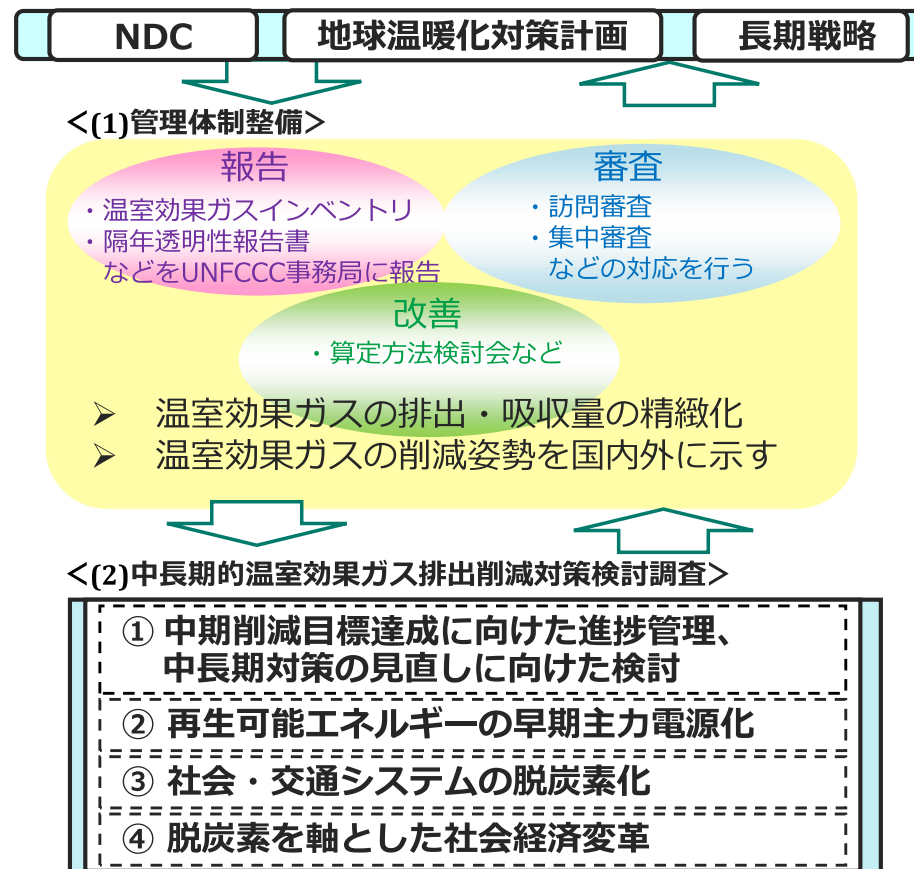 NDC
地球温暖化対策計画
長期戦略
＜(1)管理体制整備＞
報告
・温室効果ガスインベントリ
・隔年透明性報告書
などをUNFCCC事務局に報告
審査
・訪問審査
・集中審査
などの対応を行う
改善
・算定方法検討会など
➢ 温室効果ガスの排出・吸収量の精緻化
➢ 温室効果ガスの削減姿勢を国内外に示す
＜(2)中長期的温室効果ガス排出削減対策検討調査＞
① 中期削減目標達成に向けた進捗管理、
中長期対策の見直しに向けた検討
② 再生可能エネルギーの早期主力電源化
③ 社会・交通システムの脱炭素化
④ 脱炭素を軸とした社会経済変革